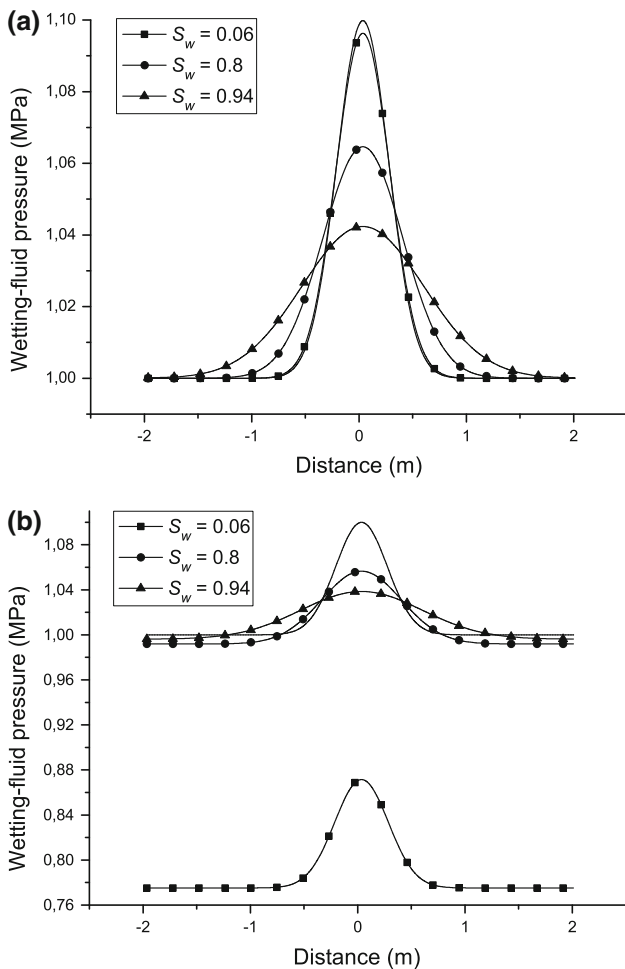 (a)
S_w = 0.06
S_w = 0.8
S_w = 0.94
1,10
1,08
1,06
1,04
1,02
1,00
Wetting-fluid pressure (MPa)
-2
-1
0
1
2
Distance (m)
(b)
S_w = 0.06
S_w = 0.8
S_w = 0.94
1,08
1,04
1,00
0,96
0,92
0,88
0,84
0,80
0,76
Wetting-fluid pressure (MPa)
-2
-1
0
1
2
Distance (m)